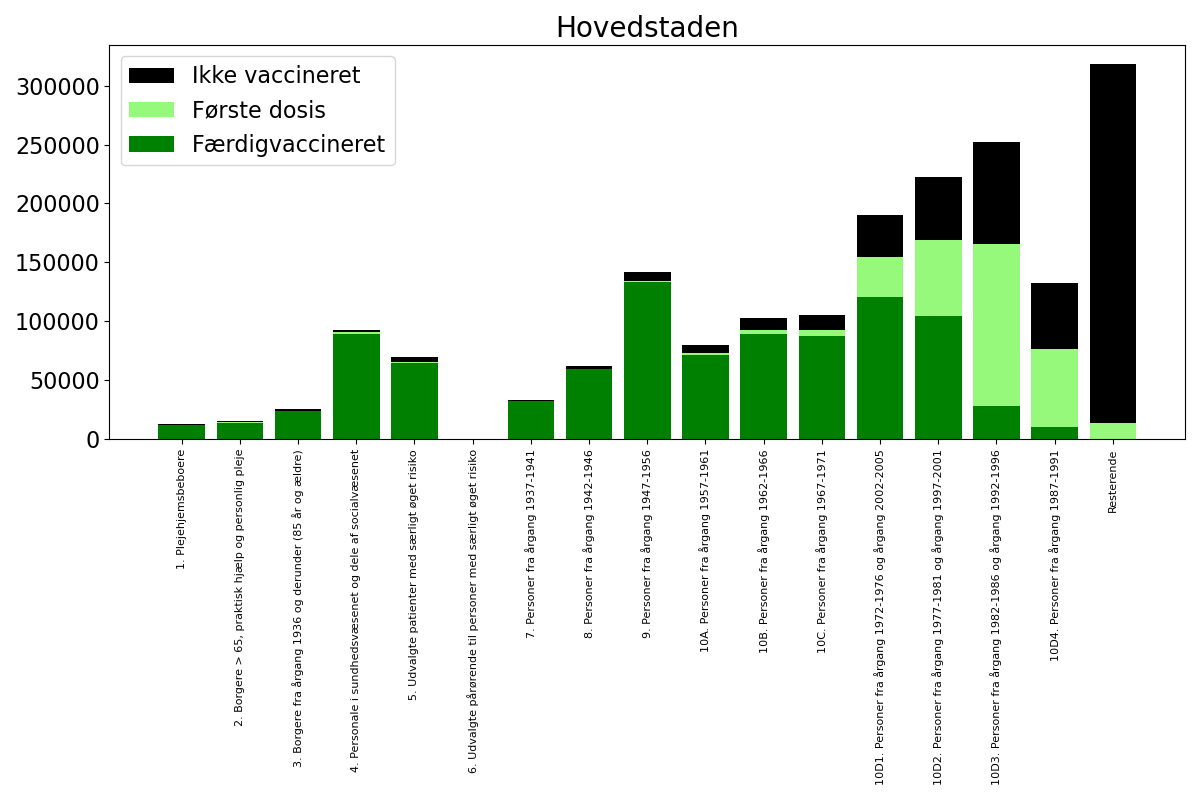 Hovedstaden
Ikke vaccineret
Første dosis
Færdigvaccineret
300000
250000
200000
150000
100000
50000
0
1. Plejehjemsbeboere
2. Borgere > 65, praktisk hjælp og personlig pleje
3. Borgere fra årgang 1936 og derunder (85 år og ældre)
4. Personale i sundhedsvæsenet og dele af socialvæsenet
5. Udvalgte patienter med særligt øget risiko
6. Udvalgte pårørende til personer med særligt øget risiko
7. Personer fra årgang 1937-1941
8. Personer fra årgang 1942-1946
9. Personer fra årgang 1947-1956
10A. Personer fra årgang 1957-1961
10B. Personer fra årgang 1962-1966
10C. Personer fra årgang 1967-1971
10D1. Personer fra årgang 1972-1976 og årgang 2002-2005
10D2. Personer fra årgang 1977-1981 og årgang 1997-2001
10D3. Personer fra årgang 1982-1986 og årgang 1992-1996
10D4. Personer fra årgang 1987-1991
Resterende